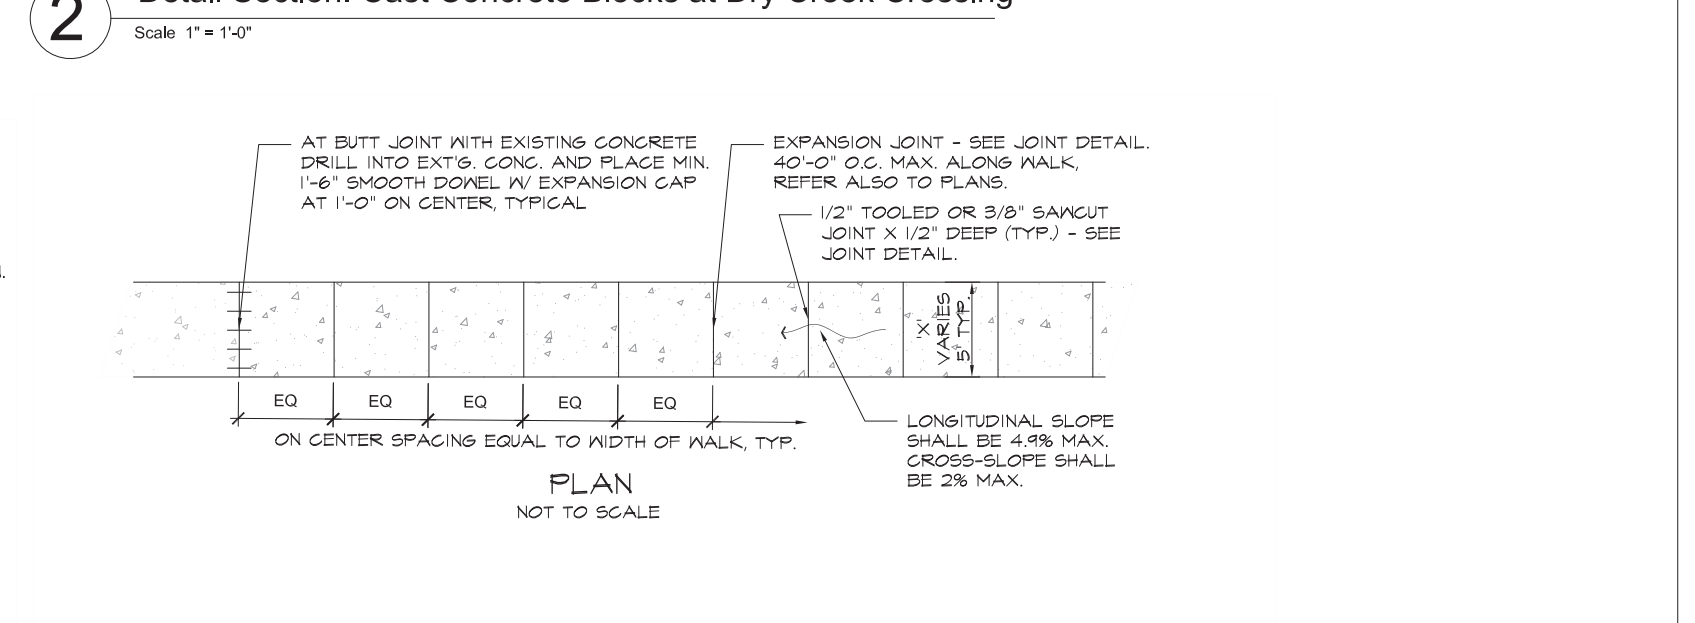 2
Detail Section: Cast Concrete Blocks at Dry Creek Crossing
Scale 1" = 1'-0"
AT BUTT JOINT WITH EXISTING CONCRETE
DRILL INTO EXT'G. CONC. AND PLACE MIN.
1'-6" SMOOTH DOWEL W/ EXPANSION CAP
AT 1'-0" ON CENTER, TYPICAL
EXPANSION JOINT - SEE JOINT DETAIL.
40'-0" O.C. MAX. ALONG WALK,
REFER ALSO TO PLANS.
1/2" TOOLED OR 3/8" SAWCUT
JOINT X 1/2" DEEP (TYP.) - SEE
JOINT DETAIL.
'X'
VARIES
5' TYP.
EQ EQ EQ EQ EQ
ON CENTER SPACING EQUAL TO WIDTH OF WALK, TYP.
LONGITUDINAL SLOPE
SHALL BE 4.9% MAX.
CROSS-SLOPE SHALL
BE 2% MAX.
PLAN
NOT TO SCALE